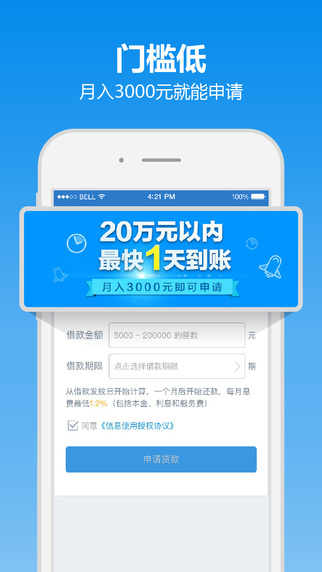 门槛低
月入3000元就能申请
BELL 4:21 PM 100%
20万元以内
最快1天到账
月入3000元即可申请
借款金额 5000 - 200000 的整数 元
借款期限 点击选择借款期限 期
从借款发放日开始计算，一个月后开始还款，每月息
费最低1.2%（包括本金、利息和服务费）
同意《信息使用授权协议》
申请贷款